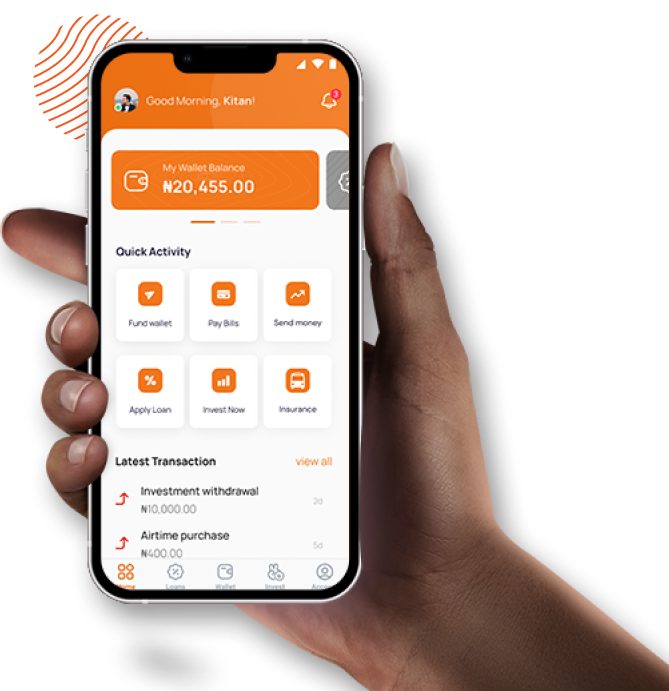 Good Morning, Kitan!
3
My Wallet Balance
₦20,455.00
Quick Activity
Fund wallet
Pay Bills
Send money
Apply Loan
Invest Now
Insurance
Latest Transaction
view all
Investment withdrawal
2d
₦10,000.00
Airtime purchase
5d
₦400.00
Home
Loans
Wallet
Invest